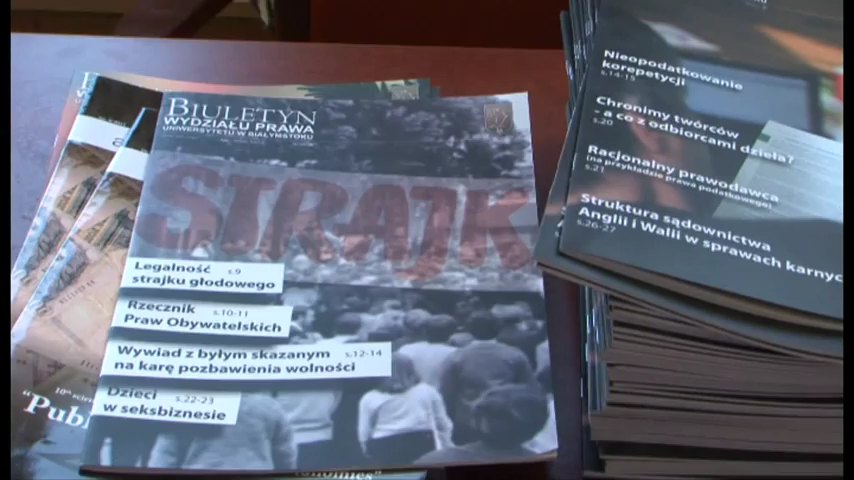 BIULETYN
WYDZIAŁU PRAWA
UNIWERSYTETU W BIAŁYMSTOKU
STRAJK
Legalność s.9
strajku głodowego
Rzecznik s.10-11
Praw Obywatelskich
Wywiad z byłym skazanym s.12-14
na karę pozbawienia wolności
Dzieci s.22-23
w seksbiznesie
Nieopodatkowanie
korepetycji
s.14-15
Chronimy twórców
- a co z odbiorcami dzieła?
s.20
Racjonalny prawodawca
(na przykładzie prawa podatkowego)
s.21
Struktura sądownictwa
Anglii i Walii w sprawach karnyc
s.26-27
"Publ